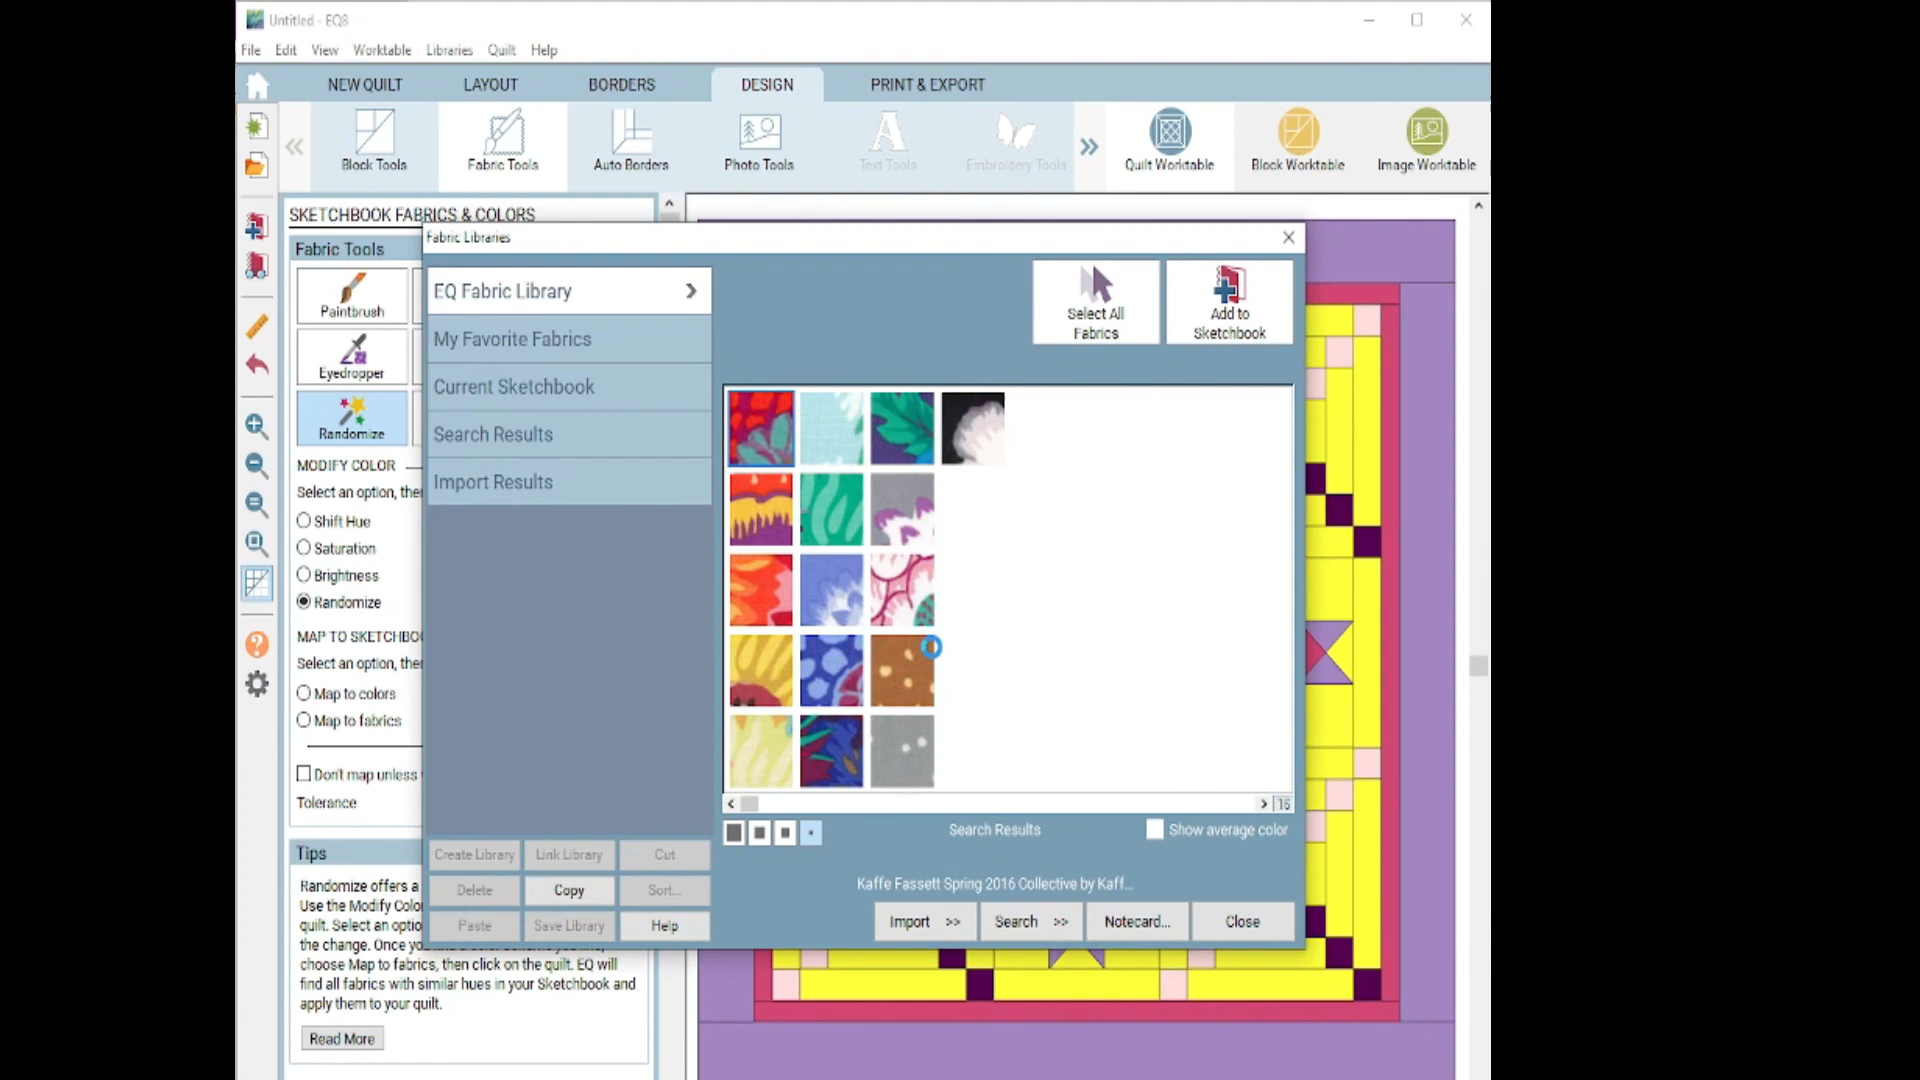 Untitled - EQ8
File Edit View Worktable Libraries Quilt Help
NEW QUILT LAYOUT BORDERS DESIGN PRINT & EXPORT
Block Tools Fabric Tools Auto Borders Photo Tools Text Tools Embroidery Tools Quilt Worktable Block Worktable Image Worktable
SKETCHBOOK FABRICS & COLORS
Fabric Tools
Paintbrush
Eyedropper
Randomize
MODIFY COLOR
Select an option, ther
Shift Hue
Saturation
Brightness
Randomize
MAP TO SKETCHBO
Select an option, ther
Map to colors
Map to fabrics
Don't map unless
Tolerance
Tips
Randomize offers a
Use the Modify Colo
quilt. Select an optio
the change. Once you
choose Map to fabrics, then click on the quilt. EQ will
find all fabrics with similar hues in your Sketchbook and
apply them to your quilt.
Read More
Fabric Libraries
EQ Fabric Library
My Favorite Fabrics
Current Sketchbook
Search Results
Import Results
Select All
Fabrics
Add to
Sketchbook
16
Search Results
Show average color
Create Library Link Library Cut
Delete Copy Sort...
Paste Save Library Help
Kaffe Fassett Spring 2016 Collective by Kaff...
Import >> Search >> Notecard... Close